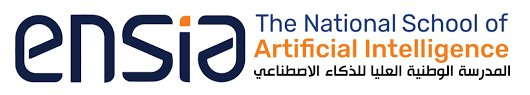 ensia
The National School of
Artificial Intelligence
المدرسة الوطنية العليا للذكاء الاصطناعي